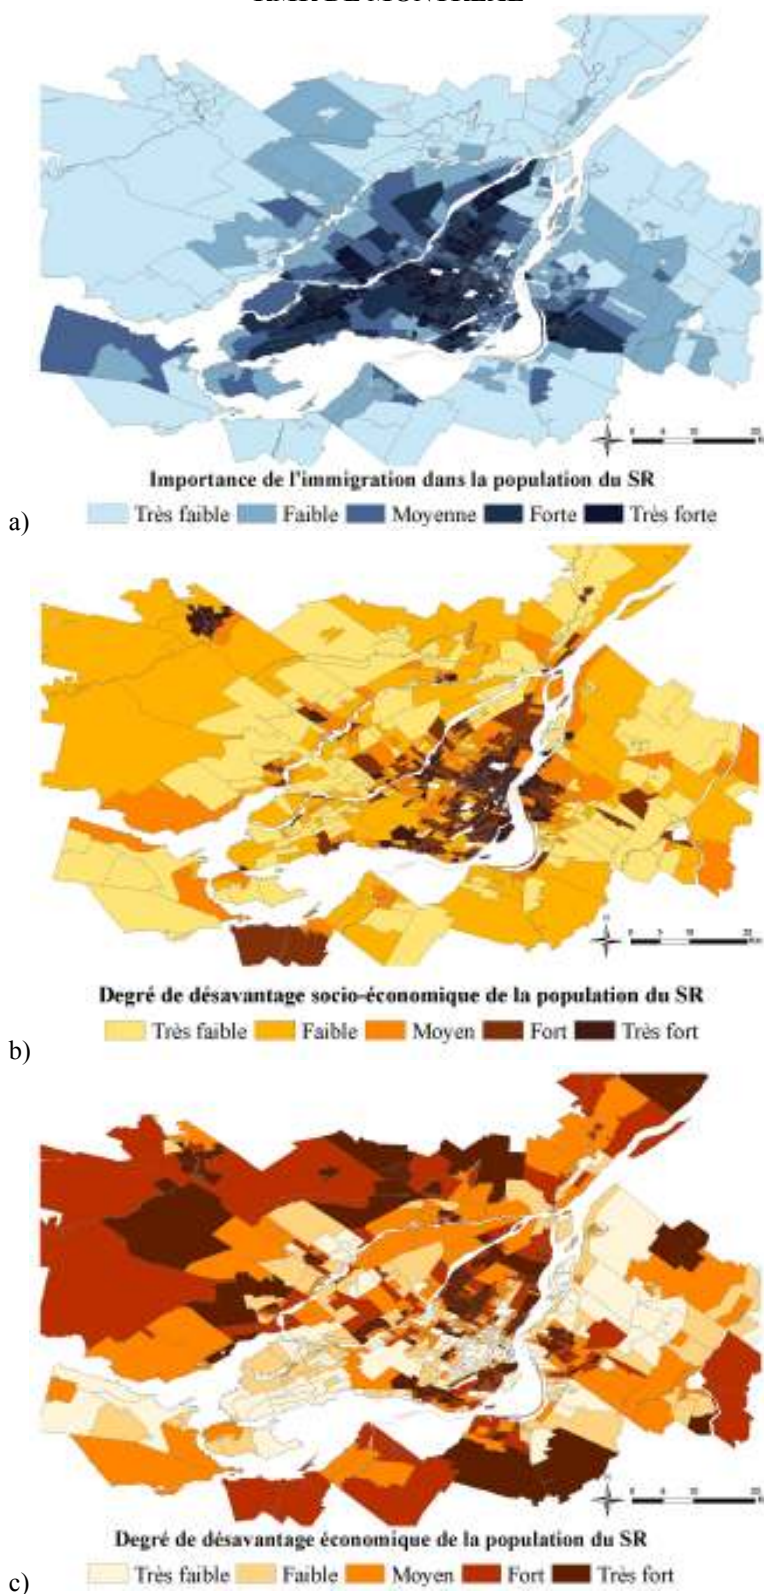 Importance de l'immigration dans la population du SR
a) Très faible Faible Moyenne Forte Très forte
Degré de désavantage socio-économique de la population du SR
Très faible Faible Moyen Fort Très fort
b)
Degré de désavantage économique de la population du SR
c) Très faible Faible Moyen Fort Très fort